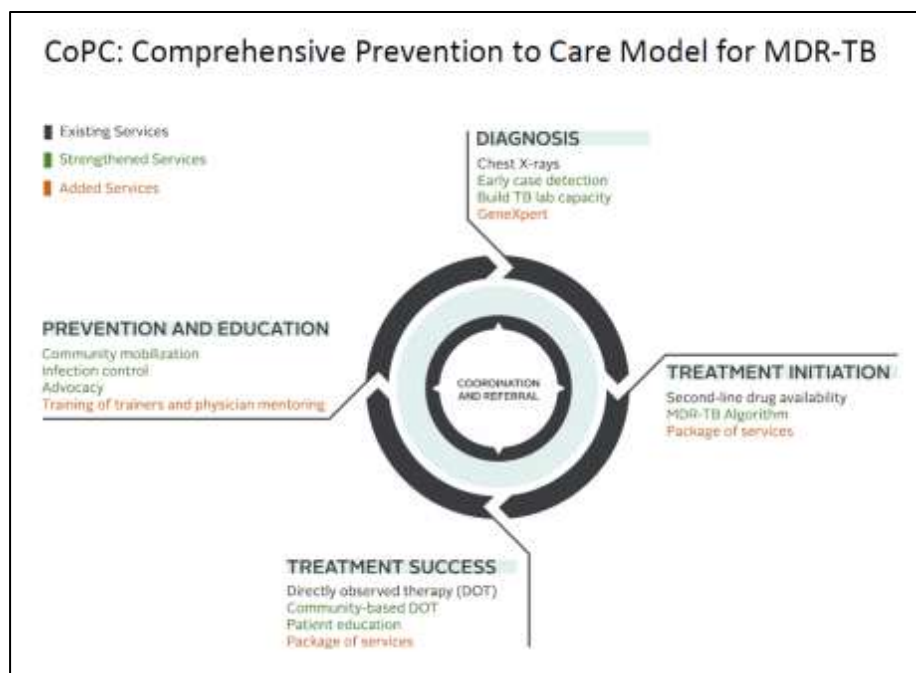 CoPC: Comprehensive Prevention to Care Model for MDR-TB
Existing Services
Strengthened Services
Added Services
DIAGNOSIS
Chest X-rays
Early case detection
Build TB lab capacity
GeneXpert
PREVENTION AND EDUCATION
Community mobilization
Infection control
Advocacy
Training of trainers and physician mentoring
COORDINATION
AND REFERRAL
TREATMENT INITIATION
Second-line drug availability
MDR-TB Algorithm
Package of services
TREATMENT SUCCESS
Directly observed therapy (DOT)
Community-based DOT
Patient education
Package of services